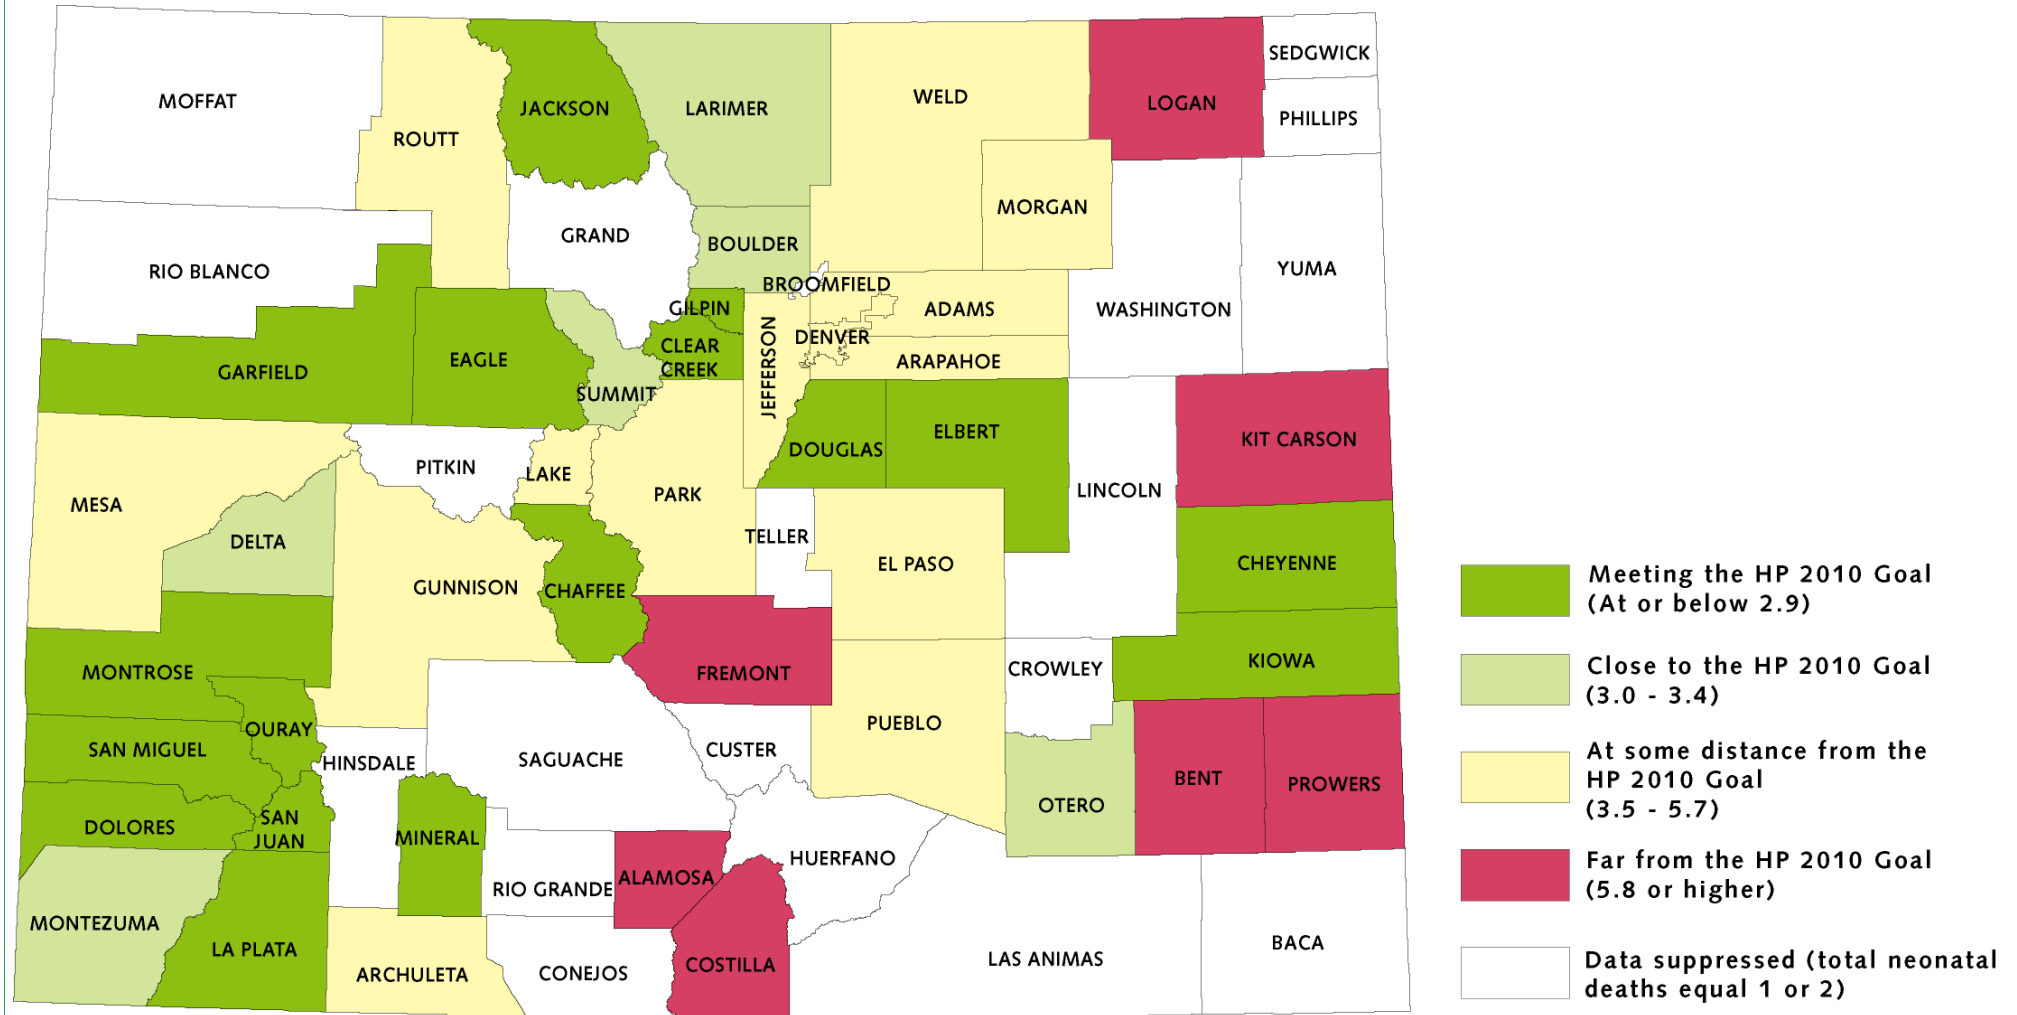 MOFFAT
ROUTT
JACKSON
LARIMER
WELD
LOGAN
SEDGWICK
PHILLIPS
MORGAN
GRAND
BOULDER
RIO BLANCO
YUMA
BROOMFIELD
GILPIN
ADAMS
WASHINGTON
DENVER
CLEAR
CREEK
EAGLE
ARAPAHOE
GARFIELD
SUMMIT
JEFFERSON
DOUGLAS
ELBERT
KIT CARSON
PITKIN
LAKE
PARK
LINCOLN
MESA
DELTA
TELLER
EL PASO
CHEYENNE
GUNNISON
CHAFFEE
MONTROSE
FREMONT
CROWLEY
KIOWA
OURAY
PUEBLO
SAN MIGUEL
HINSDALE
SAGUACHE
CUSTER
BENT
PROWERS
OTERO
DOLORES
SAN
JUAN
MINERAL
HUERFANO
RIO GRANDE
ALAMOSA
MONTEZUMA
LA PLATA
ARCHULETA
CONEJOS
COSTILLA
LAS ANIMAS
BACA
Meeting the HP 2010 Goal
(At or below 2.9)
Close to the HP 2010 Goal
(3.0 - 3.4)
At some distance from the
HP 2010 Goal
(3.5 - 5.7)
Far from the HP 2010 Goal
(5.8 or higher)
Data suppressed (total neonatal
deaths equal 1 or 2)